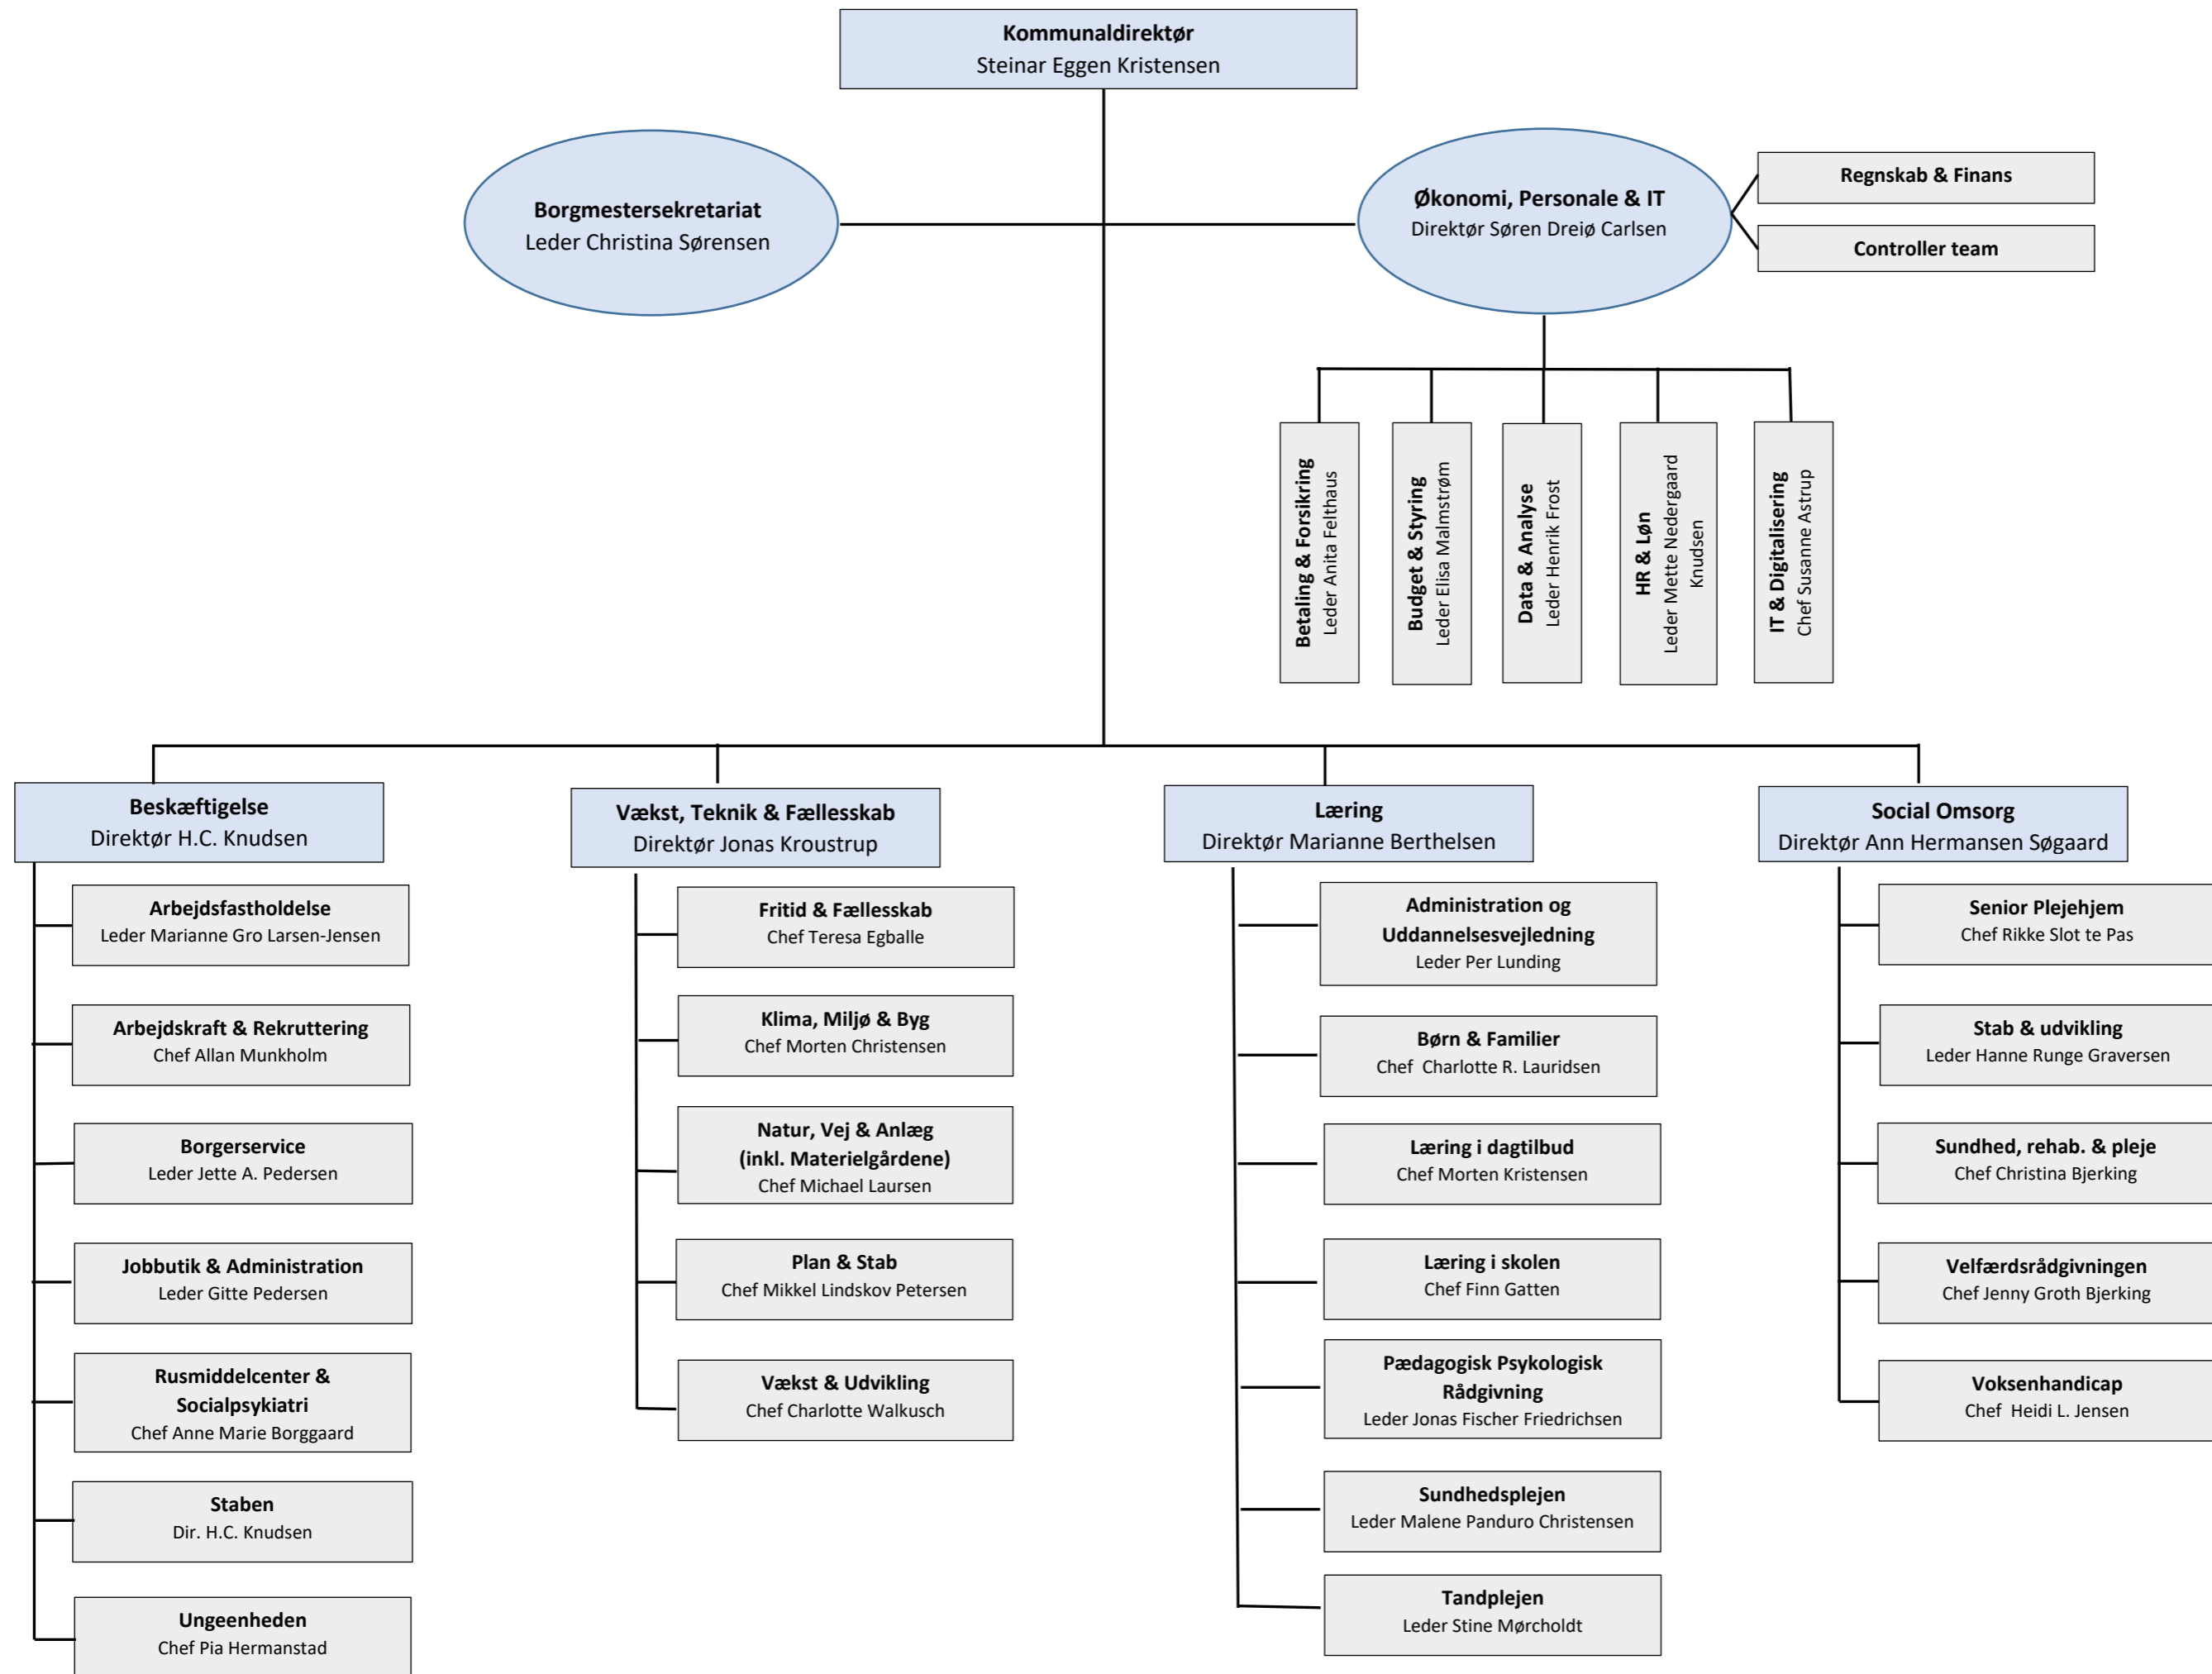 Kommunaldirektør
Steinar Eggen Kristensen
Borgmestersekretariat
Leder Christina Sørensen
Økonomi, Personale & IT
Direktør Søren Dreiø Carlsen
Regnskab & Finans
Controller team
Betaling & Forsikring
Leder Anita Felthaus
Budget & Styring
Leder Elisa Malmstrøm
Data & Analyse
Leder Henrik Frost
HR & Løn
Leder Mette Nedergaard
Knudsen
IT & Digitalisering
Chef Susanne Astrup
Beskæftigelse
Direktør H.C. Knudsen
Arbejdsfastholdelse
Leder Marianne Gro Larsen-Jensen
Arbejdskraft & Rekruttering
Chef Allan Munkholm
Borgerservice
Leder Jette A. Pedersen
Jobbutik & Administration
Leder Gitte Pedersen
Rusmiddelcenter &
Socialpsykiatri
Chef Anne Marie Borggaard
Staben
Dir. H.C. Knudsen
Ungeenheden
Chef Pia Hermanstad
Vækst, Teknik & Fællesskab
Direktør Jonas Kroustrup
Fritid & Fællesskab
Chef Teresa Egballe
Klima, Miljø & Byg
Chef Morten Christensen
Natur, Vej & Anlæg
(inkl. Materielgårdene)
Chef Michael Laursen
Plan & Stab
Chef Mikkel Lindskov Petersen
Vækst & Udvikling
Chef Charlotte Walkusch
Læring
Direktør Marianne Berthelsen
Administration og
Uddannelsesvejledning
Leder Per Lunding
Børn & Familier
Chef Charlotte R. Lauridsen
Læring i dagtilbud
Chef Morten Kristensen
Læring i skolen
Chef Finn Gatten
Pædagogisk Psykologisk
Rådgivning
Leder Jonas Fischer Friedrichsen
Sundhedsplejen
Leder Malene Panduro Christensen
Tandplejen
Leder Stine Mørcholdt
Social Omsorg
Direktør Ann Hermansen Søgaard
Senior Plejehjem
Chef Rikke Slot te Pas
Stab & udvikling
Leder Hanne Runge Graversen
Sundhed, rehab. & pleje
Chef Christina Bjerking
Velfærdsrådgivningen
Chef Jenny Groth Bjerking
Voksenhandicap
Chef Heidi L. Jensen